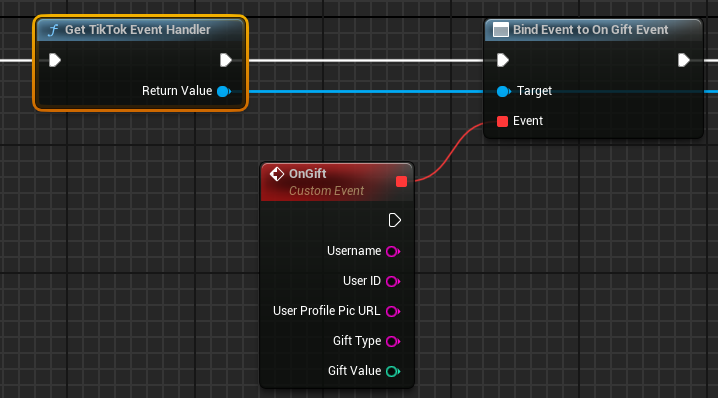 Get TikTok Event Handler
Return Value
Bind Event to On Gift Event
Target
Event
OnGift
Custom Event
Username
User ID
User Profile Pic URL
Gift Type
Gift Value